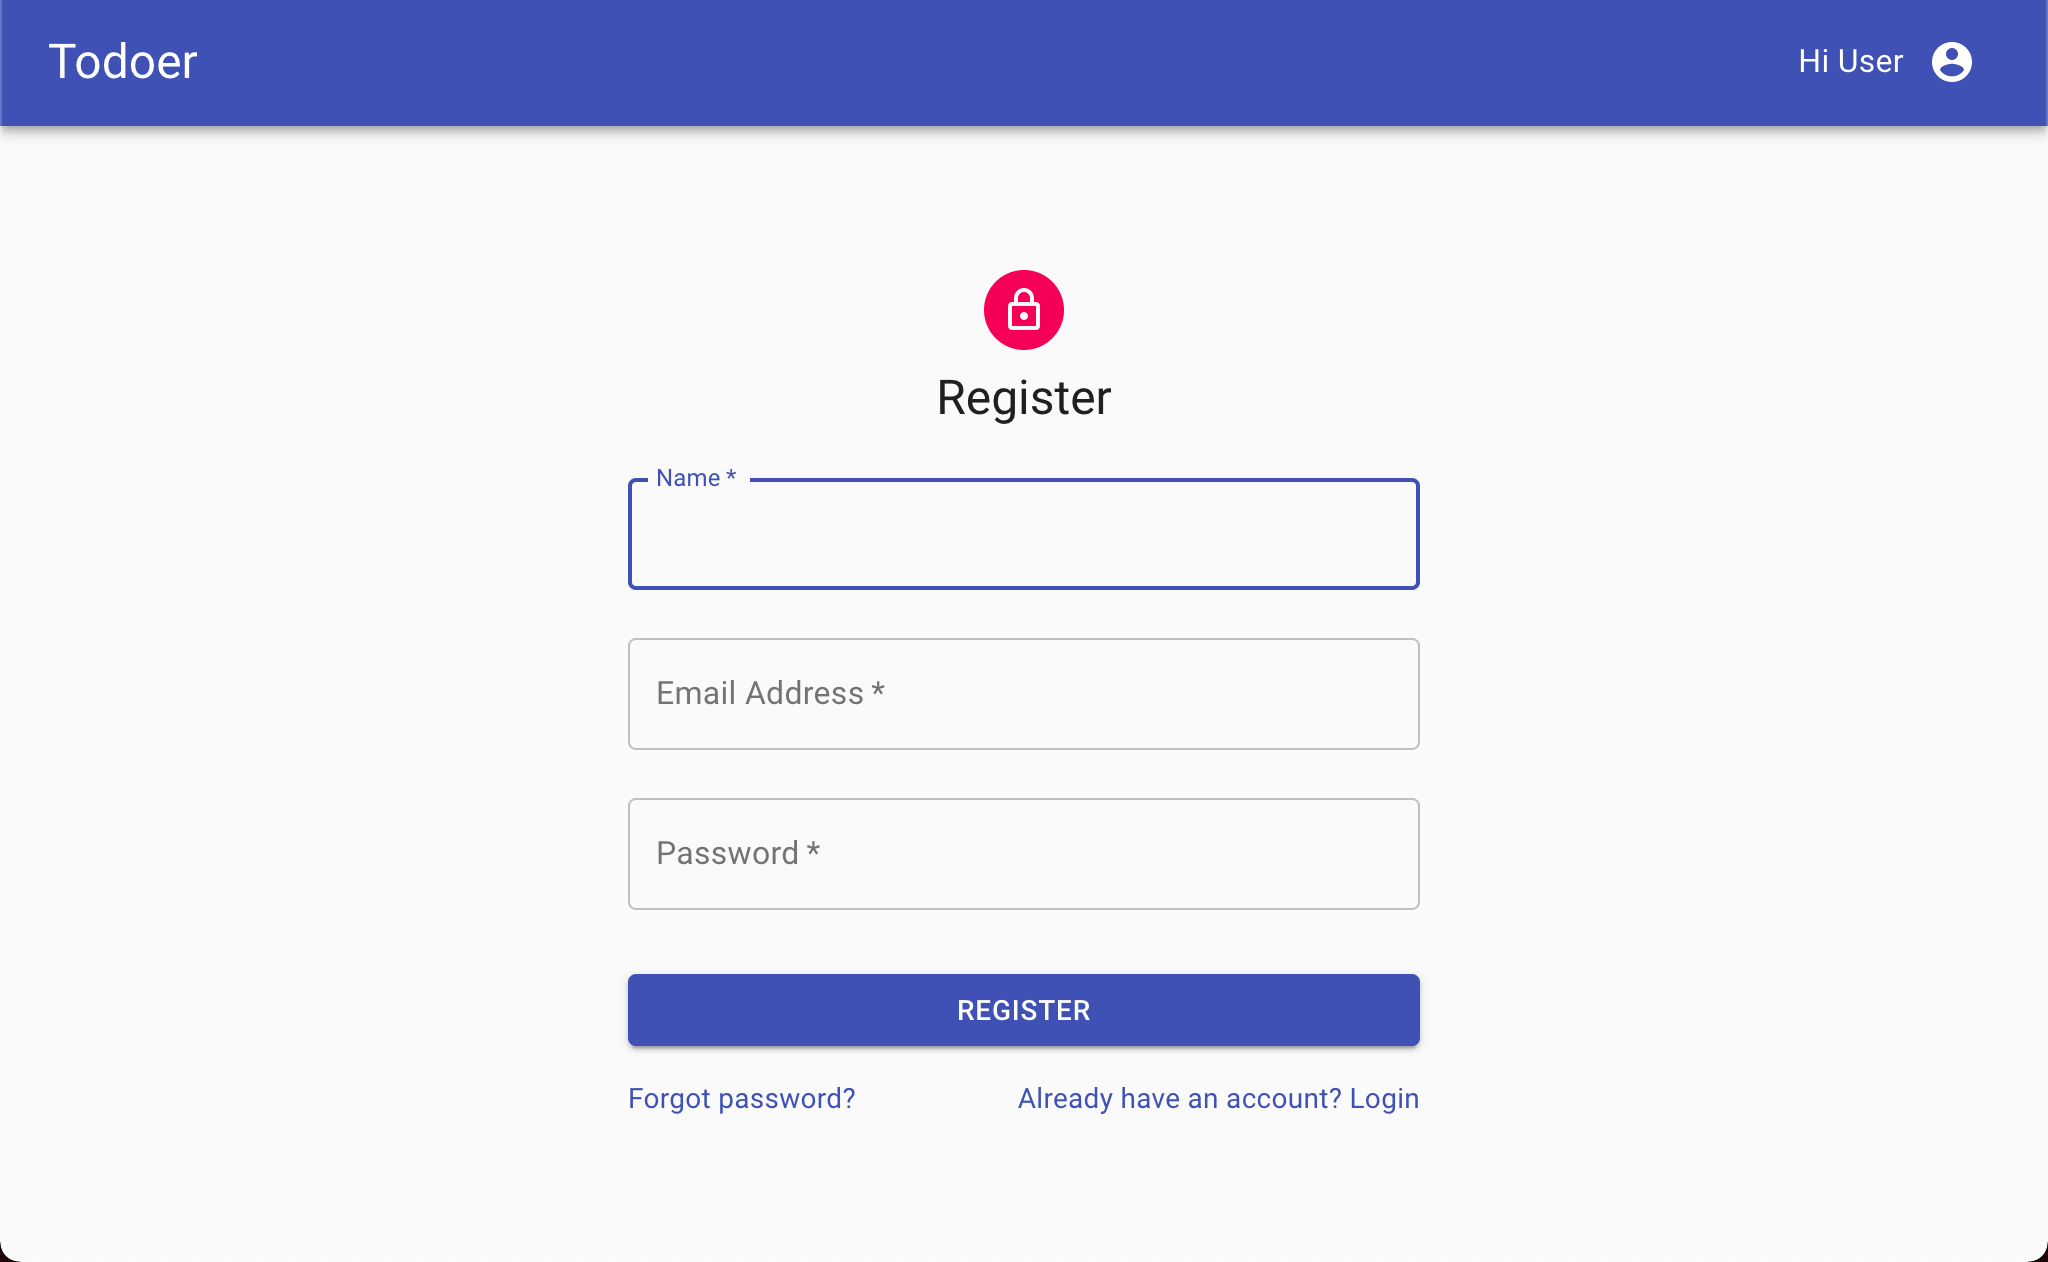 Todoer
Hi User
Register
Name *
Email Address *
Password *
REGISTER
Forgot password?
Already have an account? Login